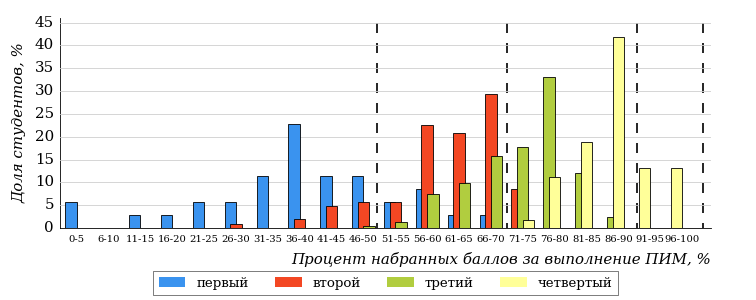 Доля студентов, %
45
40
35
30
25
20
15
10
5
0
0-5 6-10 11-15 16-20 21-25 26-30 31-35 36-40 41-45 46-50 51-55 56-60 61-65 66-70 71-75 76-80 81-85 86-90 91-95 96-100
Процент набранных баллов за выполнение ПИМ, %
первый второй третий четвертый